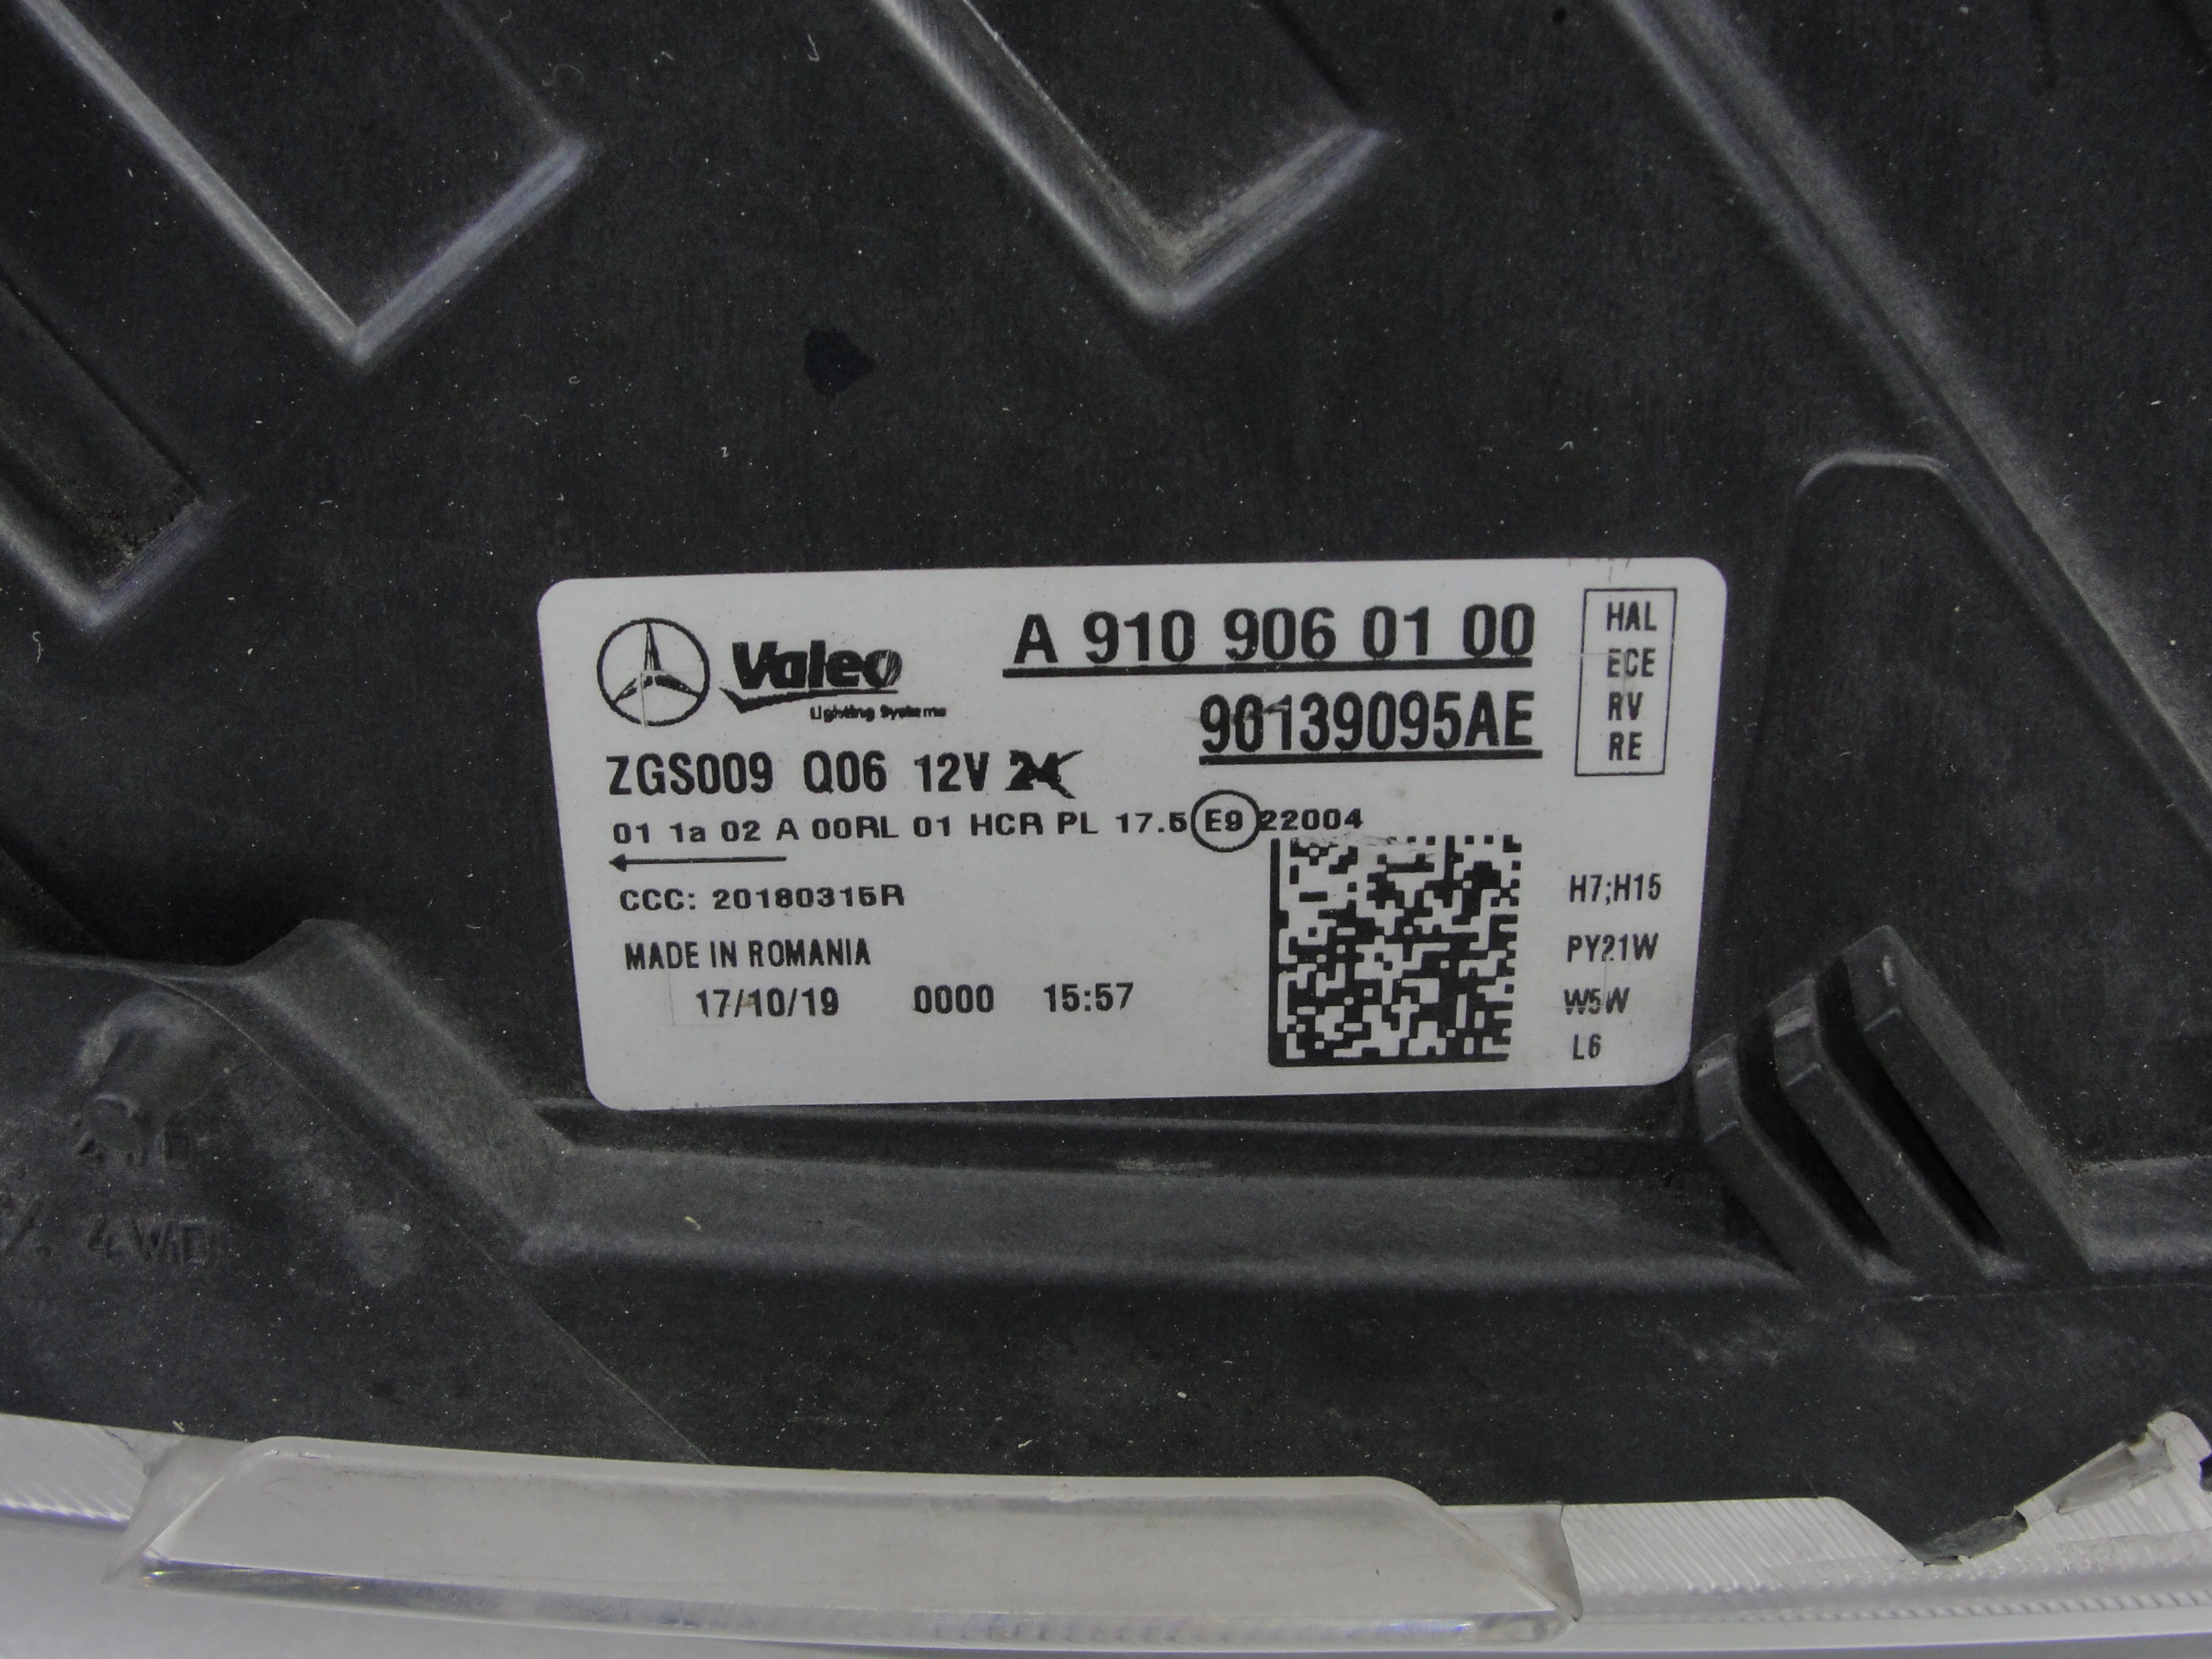 Valeo
Lighting Systems
A 910 906 01 00
90139095AE
HAL
ECE
RV
RE
ZGS009 Q06 12V
01 1a 02 A 00RL 01 HCR PL 17.5 E9 22004
CCC: 20180315R
MADE IN ROMANIA
17/10/19 0000 15:57
H7;H15
PY21W
W5W
L6